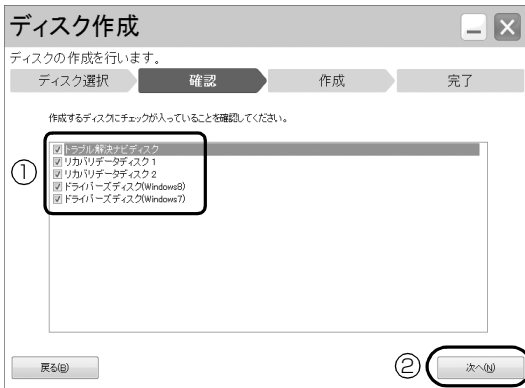 ディスク作成
ディスクの作成を行います。
ディスク選択 確認 作成 完了
作成するディスクにチェックが入っていることを確認してください。
①
トラブル解決ナビディスク
リカバリデータディスク 1
リカバリデータディスク 2
ドライバーズディスク(Windows8)
ドライバーズディスク(Windows7)
戻る(B)
②
次へ(N)